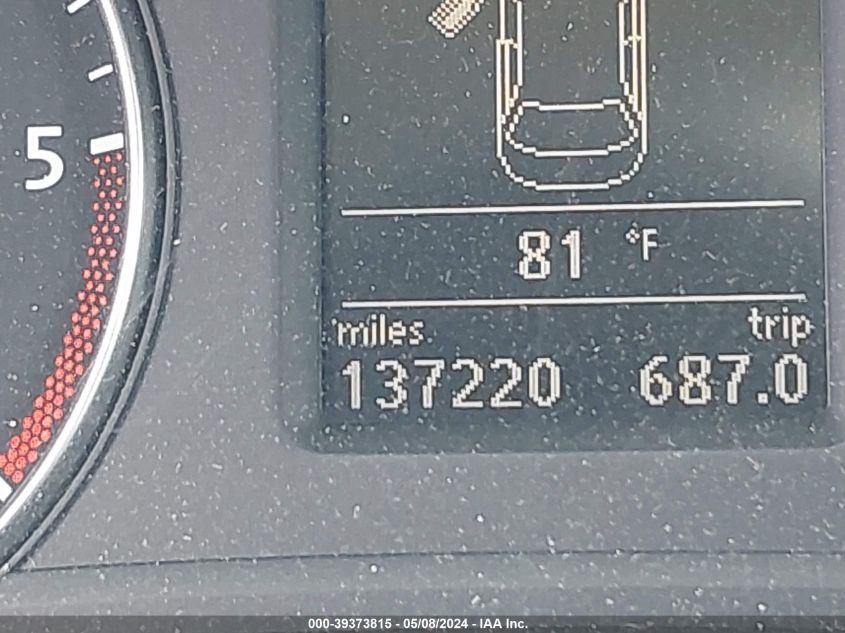 5
81 °F
miles trip
137220 687.0
000-39373815 - 05/08/2024 - IAA Inc.